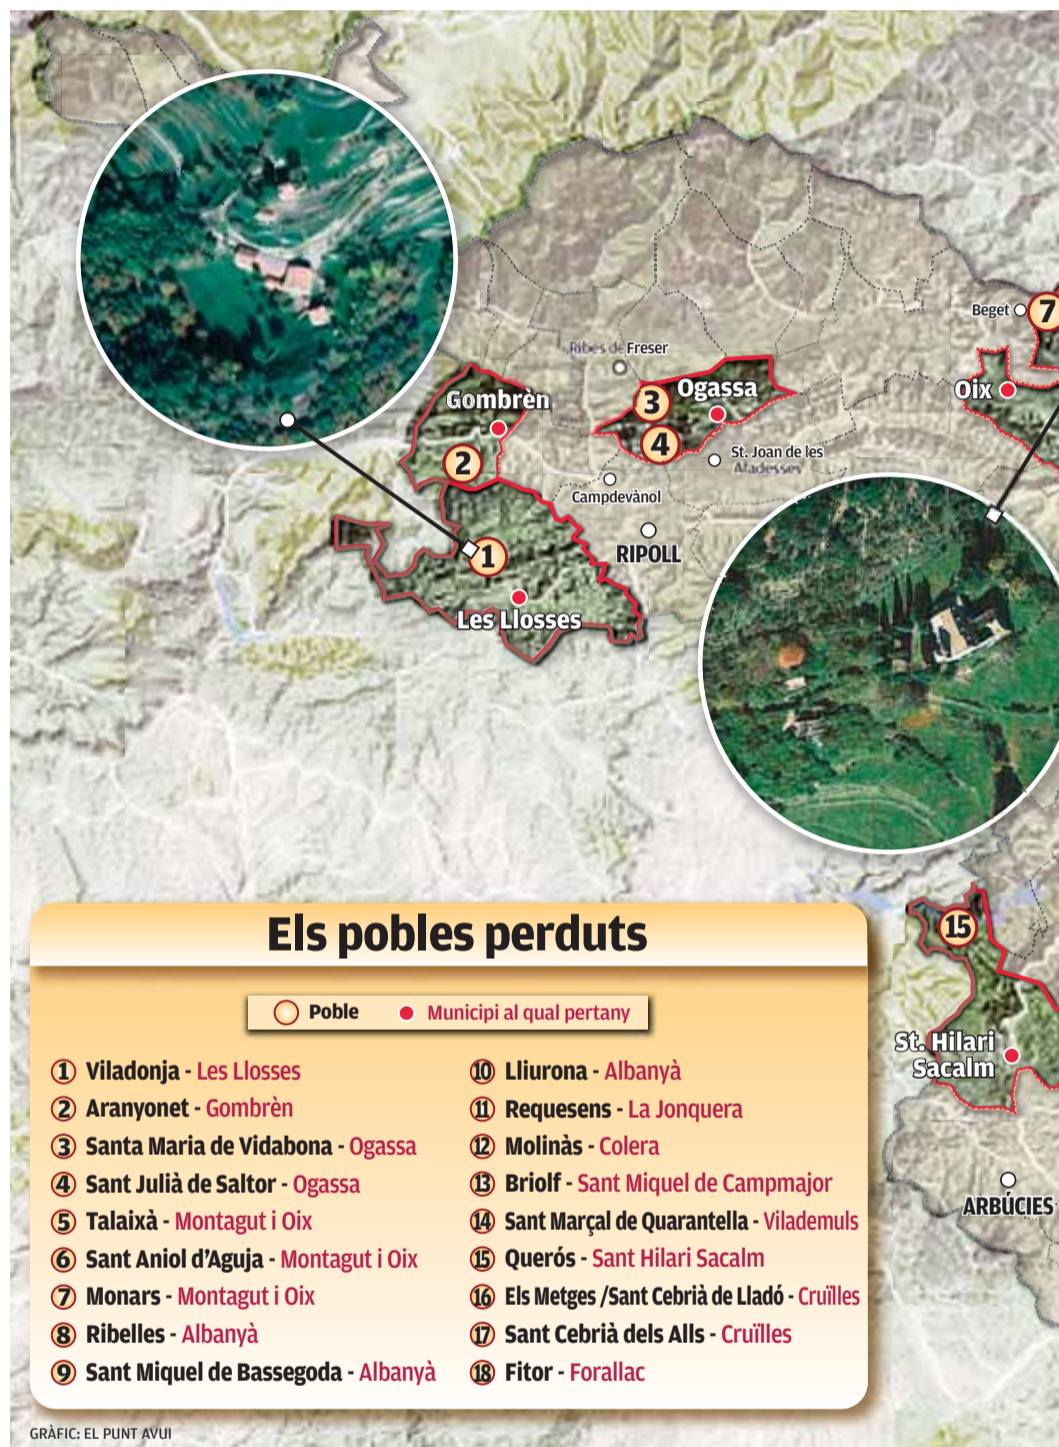 Beget
7
Ribes de Freser
Oix
Ogassa
3
Gombrèn
4
2
St. Joan de les
Abadesses
Campdevànol
RIPOLL
1
Les Llosses
15
St. Hilari
Sacalm
ARBÚCIES
Els pobles perduts
Poble
Municipi al qual pertany
1 Viladonja - Les Llosses
2 Aranyonet - Gombrèn
3 Santa Maria de Vidabona - Ogassa
4 Sant Julià de Saltor - Ogassa
5 Talaixà - Montagut i Oix
6 Sant Aniol d'Aguja - Montagut i Oix
7 Monars - Montagut i Oix
8 Ribelles - Albanyà
9 Sant Miquel de Bassegoda - Albanyà
10 Lliurona - Albanyà
11 Requesens - La Jonquera
12 Molinàs - Colera
13 Briolf - Sant Miquel de Campmajor
14 Sant Marçal de Quarantella - Vilademuls
15 Querós - Sant Hilari Sacalm
16 Els Metges /Sant Cebrià de Lladó - Cruïlles
17 Sant Cebrià dels Alls - Cruïlles
18 Fitor - Forallac
GRÀFIC: EL PUNT AVUI